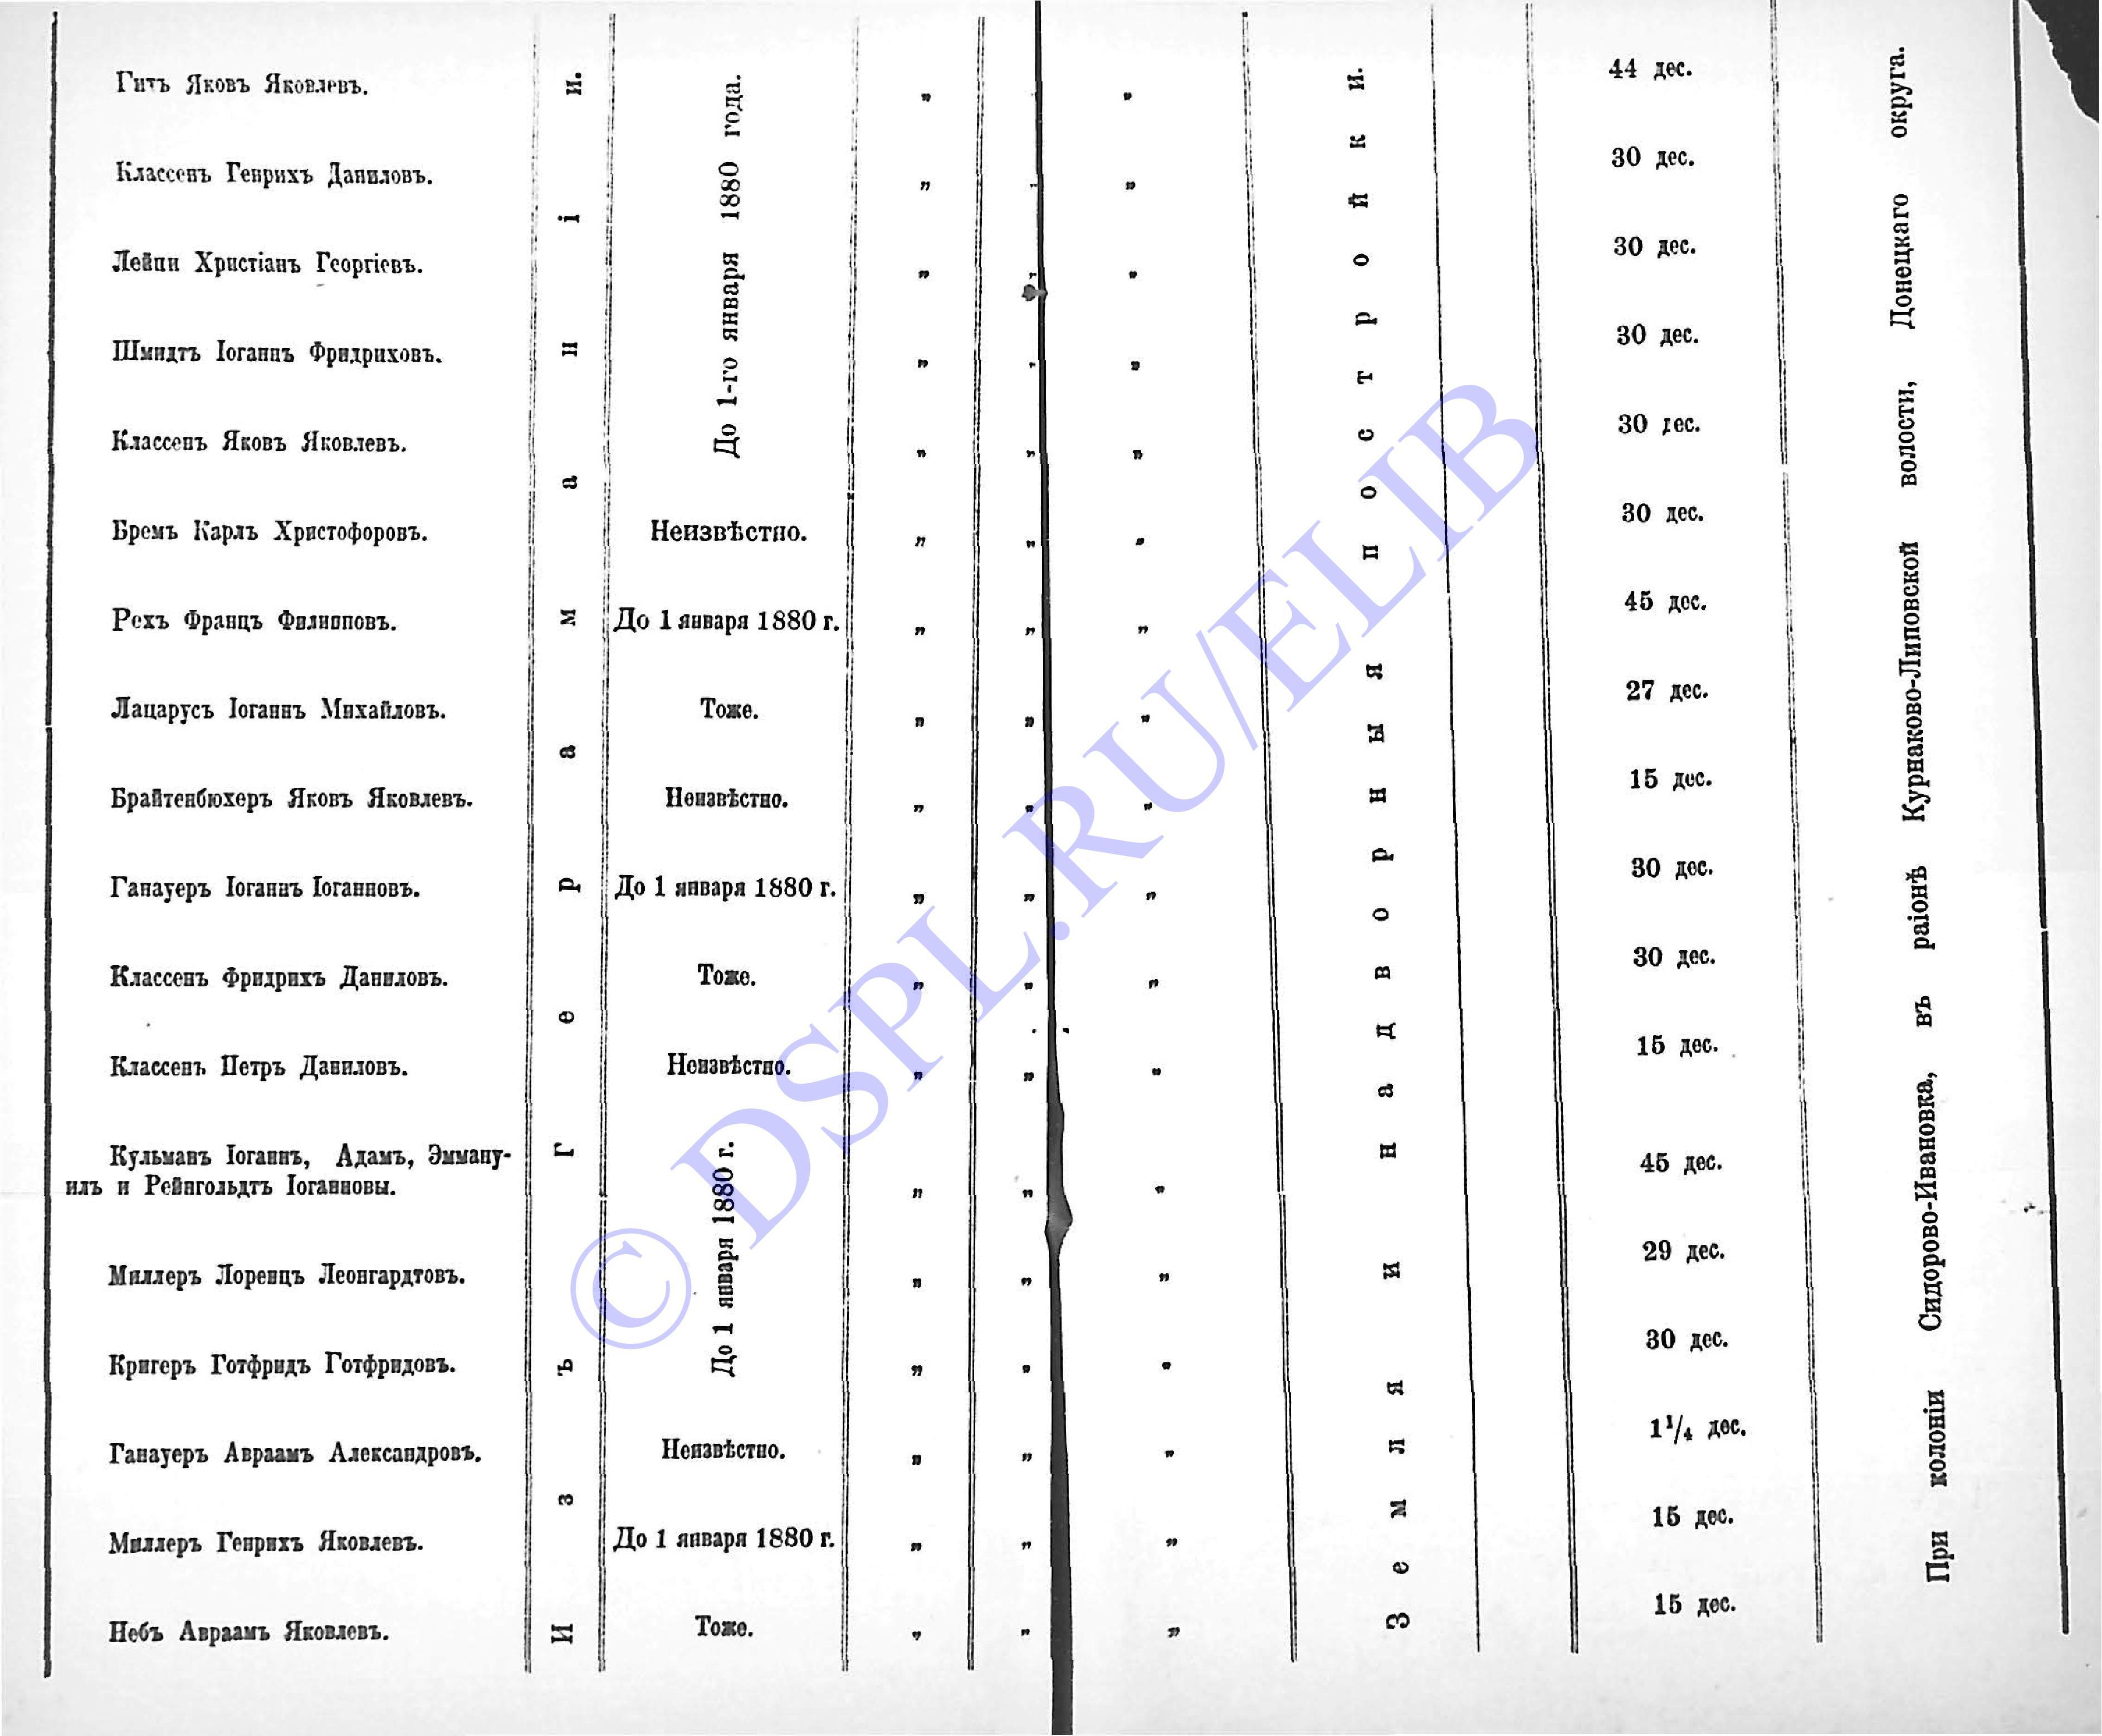 Гитъ Яковъ Яковлевъ. „ „ 44 дес.
Классенъ Генрихъ Даниловъ. „ „ „ 30 дес.
Лейпи Христіанъ Георгіевъ. „ „ „ 30 дес.
Шмидтъ Іоганнъ Фридриховъ. „ „ „ 30 дес.
Классенъ Яковъ Яковлевъ. „ „ „ 30 дес.
Бремъ Карлъ Христофоровъ. Неизвѣстно. „ „ „ 30 дес.
Рехъ Францъ Филипповъ. До 1 января 1880 г. „ „ „ 45 дес.
Лацарусъ Іоганнъ Михайловъ. Тоже. „ „ „ 27 дес.
Брайтенбюхеръ Яковъ Яковлевъ. Неизвѣстно. „ „ „ 15 дес.
Ганауеръ Іоганнъ Іоганновъ. До 1 января 1880 г. „ „ „ 30 дес.
Классенъ Фридрихъ Даниловъ. Тоже. „ „ „ 30 дес.
Классенъ Петръ Даниловъ. Неизвѣстно. „ „ „ 15 дес.
Кульманъ Іоганнъ, Адамъ, Эмману-
илъ и Рейнгольдтъ Іоганновы. „ „ „ 45 дес.
Миллеръ Лоренцъ Леонгардтовъ. „ „ „ 29 дес.
Кригеръ Готфридъ Готфридовъ. „ „ „ 30 дес.
Ганауеръ Авраамъ Александровъ. Неизвѣстно. „ „ „ 1 1/4 дес.
Миллеръ Генрихъ Яковлевъ. До 1 января 1880 г. „ „ „ 15 дес.
Небъ Авраамъ Яковлевъ. Тоже. „ „ „ 15 дес.
Изъ Германіи.
До 1-го января 1880 года.
До 1 января 1880 г.
Земля и надворныя постройки.
При колоніи Сидорово-Ивановка, въ раіонѣ Курнаково-Липовской волости, Донецкаго округа.
© DSPL.RU/ELIB